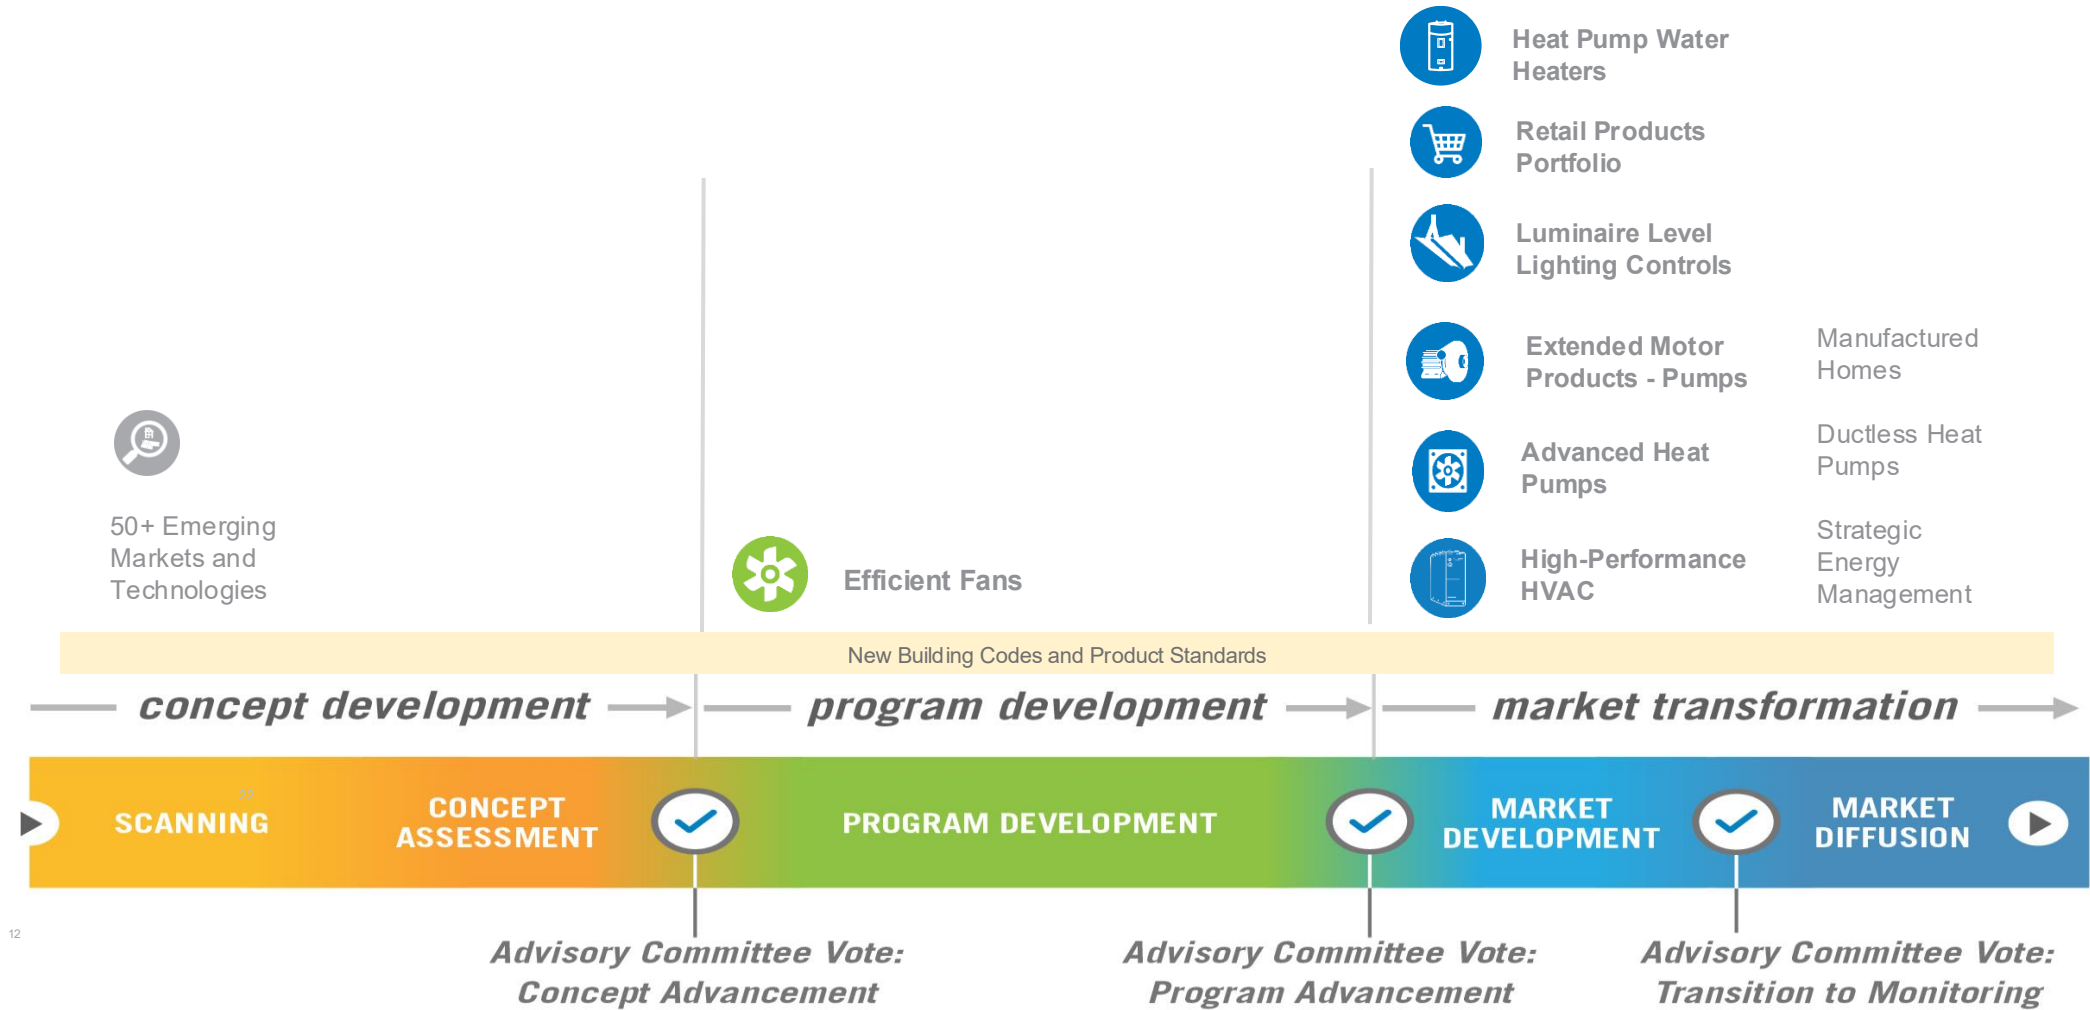 Heat Pump Water
Heaters
Retail Products
Portfolio
Luminaire Level
Lighting Controls
Extended Motor
Products - Pumps
Manufactured
Homes
Advanced Heat
Pumps
Ductless Heat
Pumps
High-Performance
HVAC
Strategic
Energy
Management
50+ Emerging
Markets and
Technologies
Efficient Fans
New Building Codes and Product Standards
concept development
program development
market transformation
22
SCANNING
CONCEPT
ASSESSMENT
PROGRAM DEVELOPMENT
MARKET
DEVELOPMENT
MARKET
DIFFUSION
12
Advisory Committee Vote:
Concept Advancement
Advisory Committee Vote:
Program Advancement
Advisory Committee Vote:
Transition to Monitoring